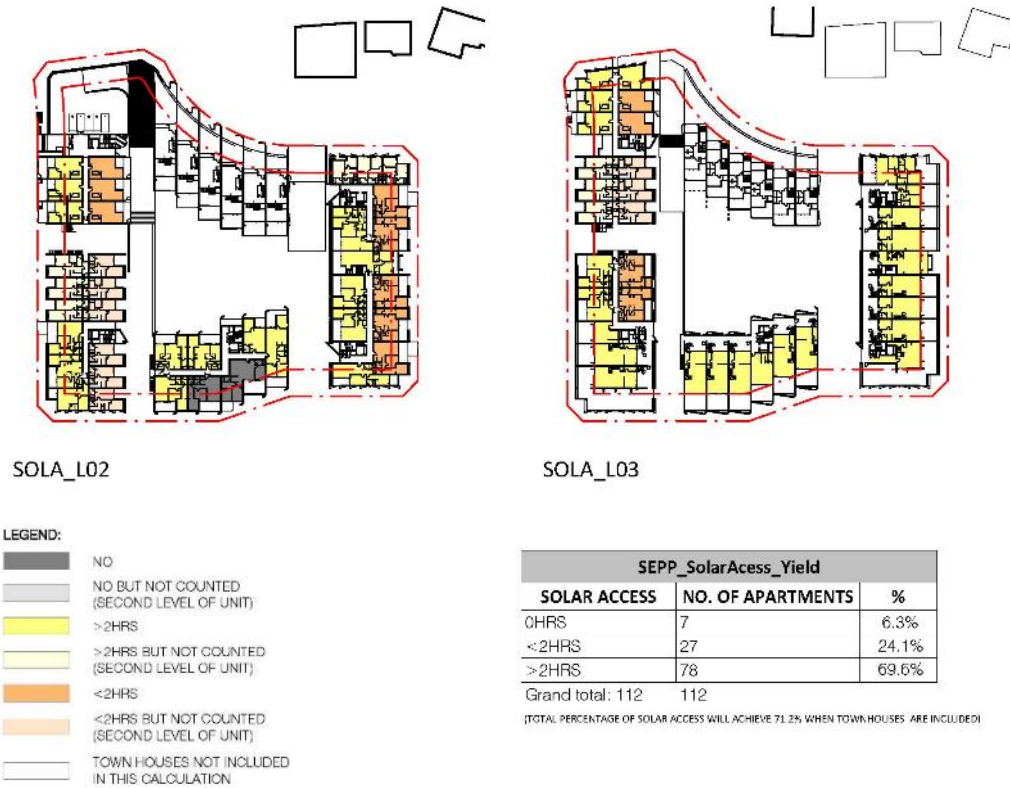 SOLA_L02
SOLA_L03
LEGEND:
NO
NO BUT NOT COUNTED
(SECOND LEVEL OF UNIT)
>2HRS
>2HRS BUT NOT COUNTED
(SECOND LEVEL OF UNIT)
<2HRS
<2HRS BUT NOT COUNTED
(SECOND LEVEL OF UNIT)
TOWN HOUSES NOT INCLUDED
IN THIS CALCULATION
SEPP_SolarAcess_Yield
SOLAR ACCESS NO. OF APARTMENTS %
0HRS 7 6.3%
<2HRS 27 24.1%
>2HRS 78 69.6%
Grand total: 112 112
(TOTAL PERCENTAGE OF SOLAR ACCESS WILL ACHIEVE 71.2% WHEN TOWNHOUSES ARE INCLUDED)